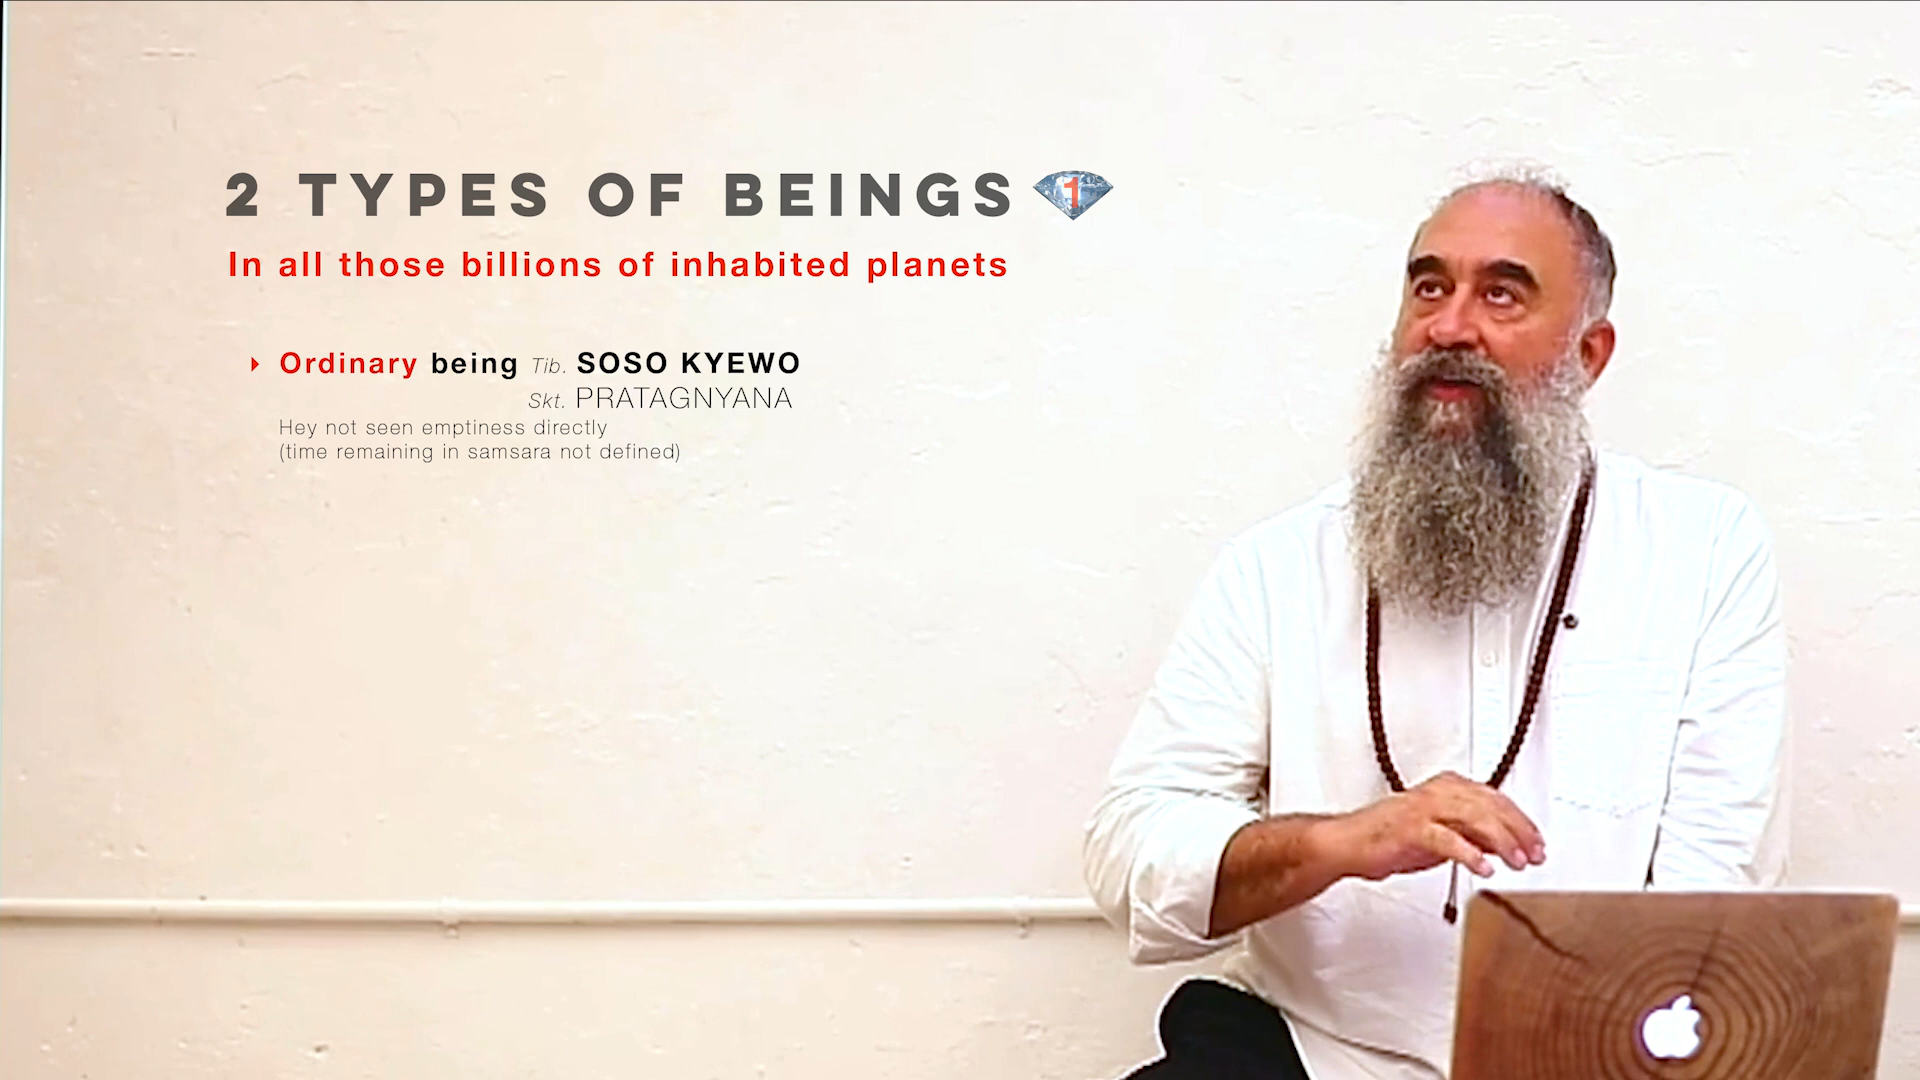 2 TYPES OF BEINGS 1
In all those billions of inhabited planets
Ordinary being Tib. SOSO KYEWO
Skt. PRATAGNYANA
Hey not seen emptiness directly
(time remaining in samsara not defined)